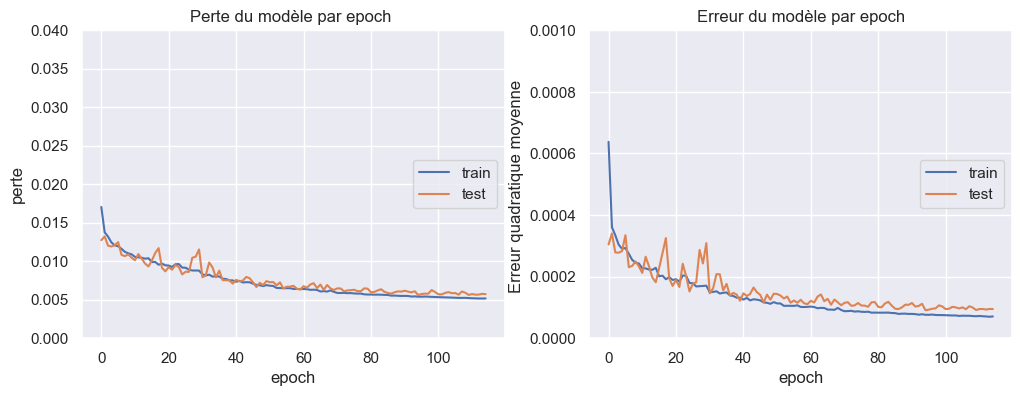 Perte du modèle par epoch
0.040
0.035
0.030
0.025
0.020
0.015
0.010
0.005
0.000
perte
0
20
40
60
80
100
epoch
train
test
Erreur du modèle par epoch
0.0010
0.0008
0.0006
0.0004
0.0002
0.0000
Erreur quadratique moyenne
0
20
40
60
80
100
epoch
train
test